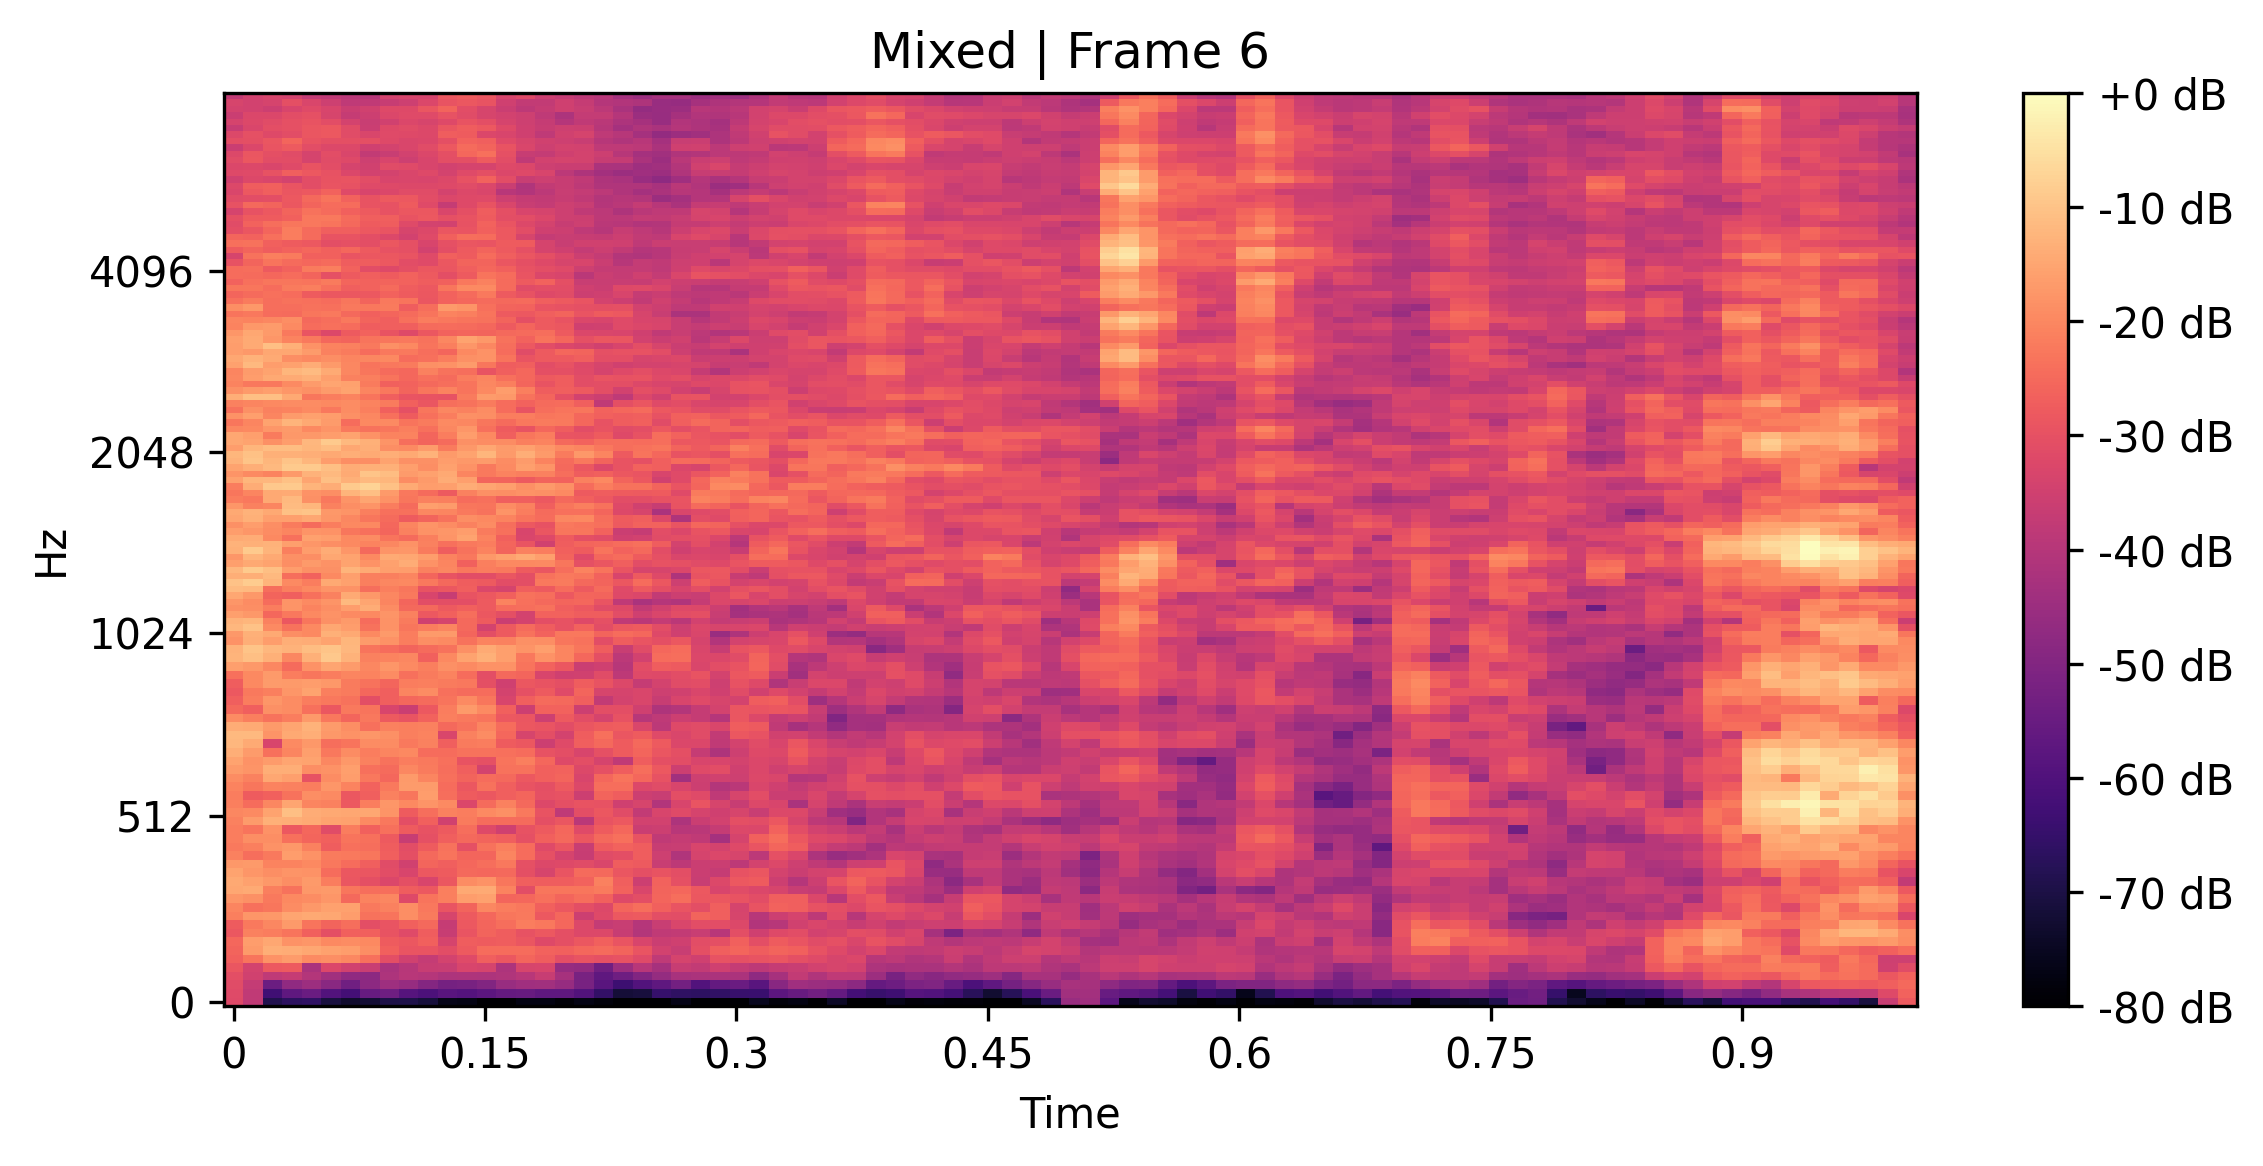 Mixed | Frame 6
Hz
4096
2048
1024
512
0
0 0.15 0.3 0.45 0.6 0.75 0.9
Time
+0 dB
-10 dB
-20 dB
-30 dB
-40 dB
-50 dB
-60 dB
-70 dB
-80 dB